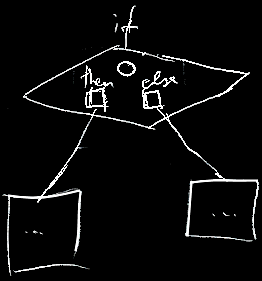 if
then else
... ...